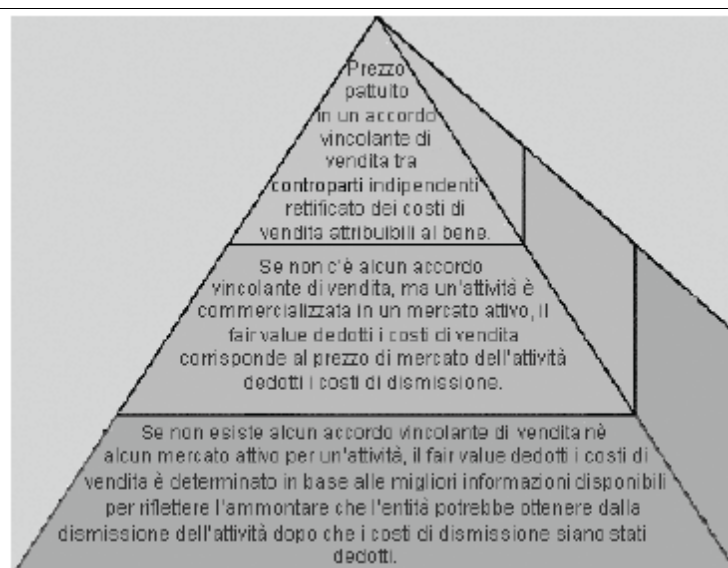 Prezzo
pattuito
in un accordo
vincolante di
vendita tra
controparti indipendenti
rettificato dei costi di
vendita attribuibili al bene.
Se non c'è alcun accordo
vincolante di vendita, ma un'attività è
commercializzata in un mercato attivo, il
fair value dedotti i costi di vendita
corrisponde al prezzo di mercato dell'attività
dedotti i costi di dismissione.
Se non esiste alcun accordo vincolante di vendita nè
alcun mercato attivo per un'attività, il fair value dedotti i costi di
vendita è determinato in base alle migliori informazioni disponibili
per riflettere l'ammontare che l'entità potrebbe ottenere dalla
dismissione dell'attività dopo che i costi di dismissione siano stati
dedotti.